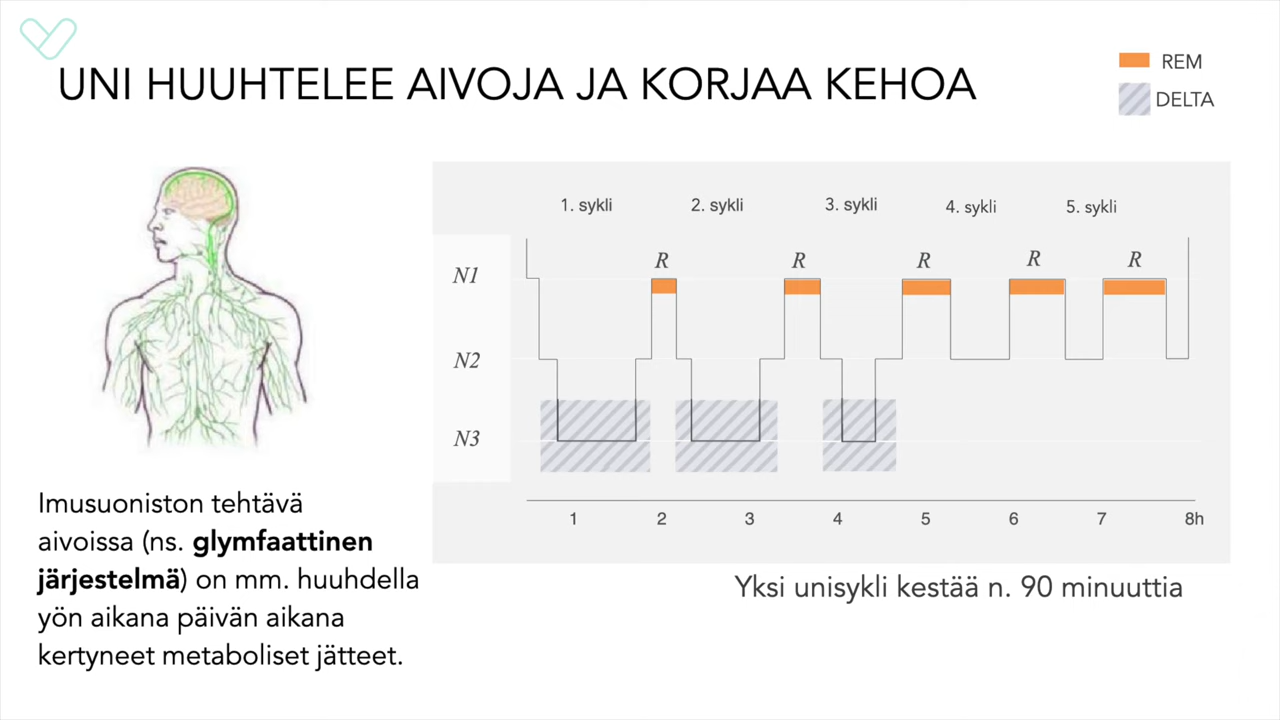 UNI HUUHTELEE AIVOJA JA KORJAA KEHOA
REM
DELTA
1. sykli 2. sykli 3. sykli 4. sykli 5. sykli
R R R R R
N1
N2
N3
1 2 3 4 5 6 7 8h
Imusuoniston tehtävä
aivoissa (ns. glymfaattinen
järjestelmä) on mm. huuhdella
yön aikana päivän aikana
kertyneet metaboliset jätteet.
Yksi unisykli kestää n. 90 minuuttia